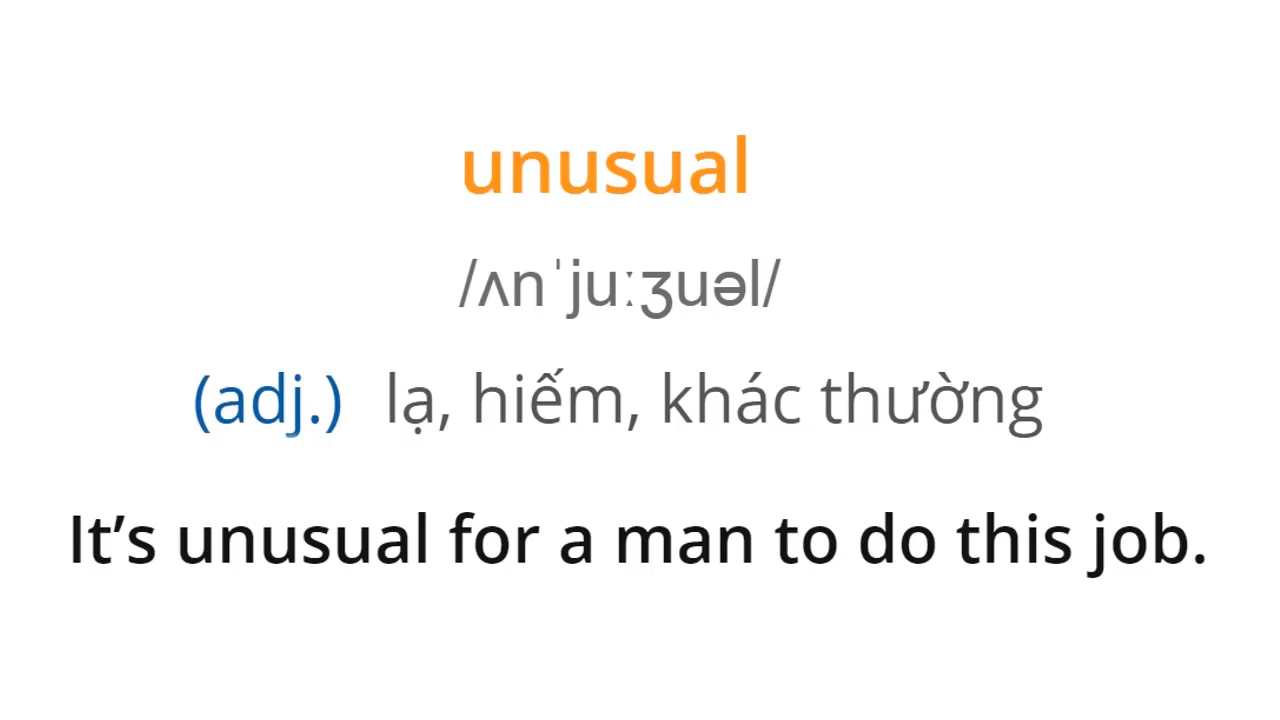 unusual
/ʌnˈjuːʒuəl/
(adj.) lạ, hiếm, khác thường
It’s unusual for a man to do this job.